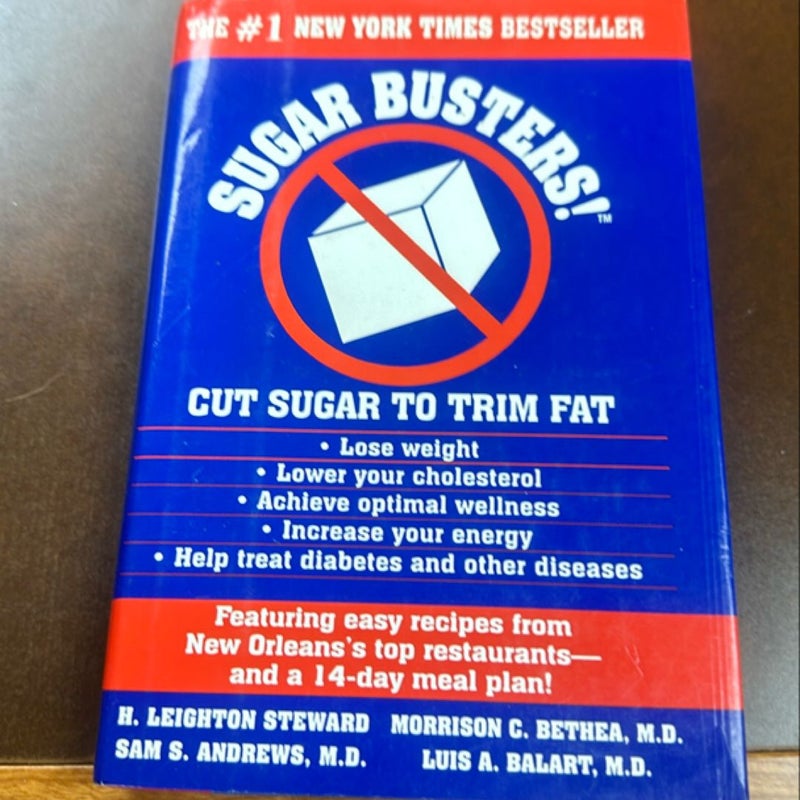 THE #1 NEW YORK TIMES BESTSELLER
SUGAR BUSTERS!™
CUT SUGAR TO TRIM FAT
• Lose weight
• Lower your cholesterol
• Achieve optimal wellness
• Increase your energy
• Help treat diabetes and other diseases
Featuring easy recipes from
New Orleans's top restaurants—
and a 14-day meal plan!
H. LEIGHTON STEWARD MORRISON C. BETHEA, M.D.
SAM S. ANDREWS, M.D. LUIS A. BALART, M.D.